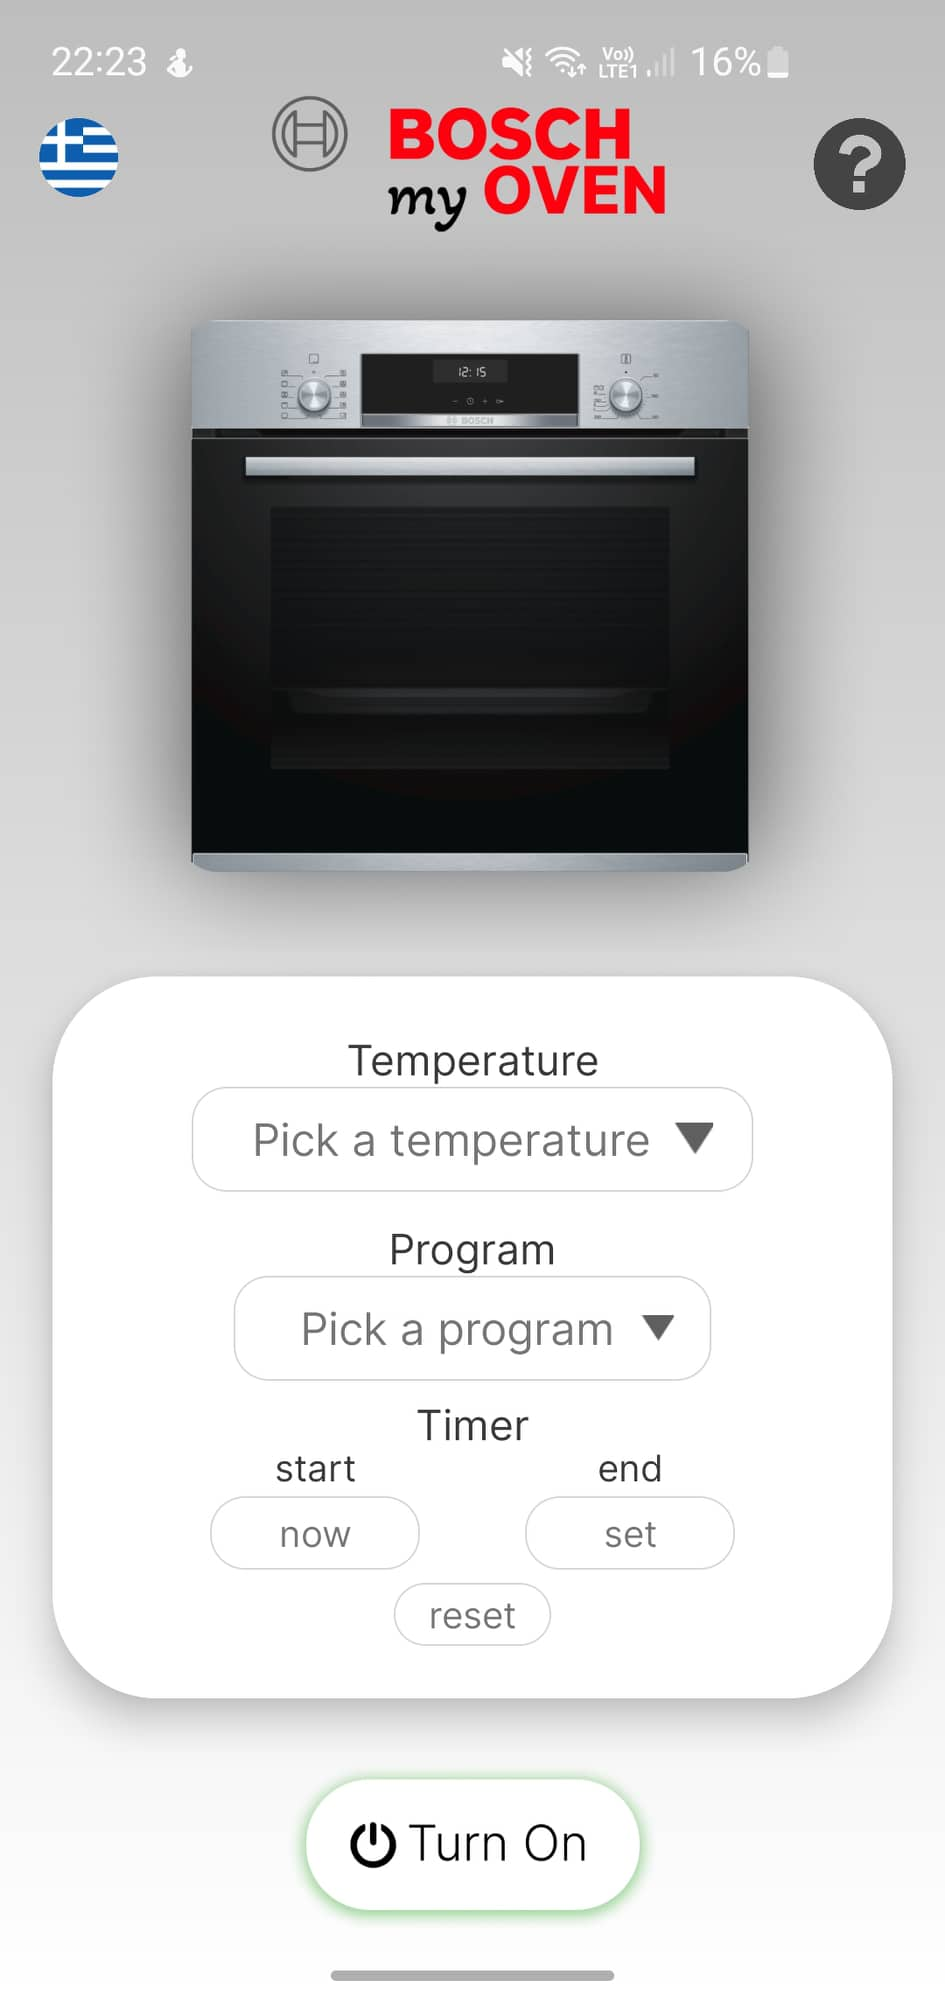 22:23
Vo)) LTE1 16%
BOSCH
my OVEN
?
12:15
BOSCH
Temperature
Pick a temperature
Program
Pick a program
Timer
start end
now set
reset
Turn On